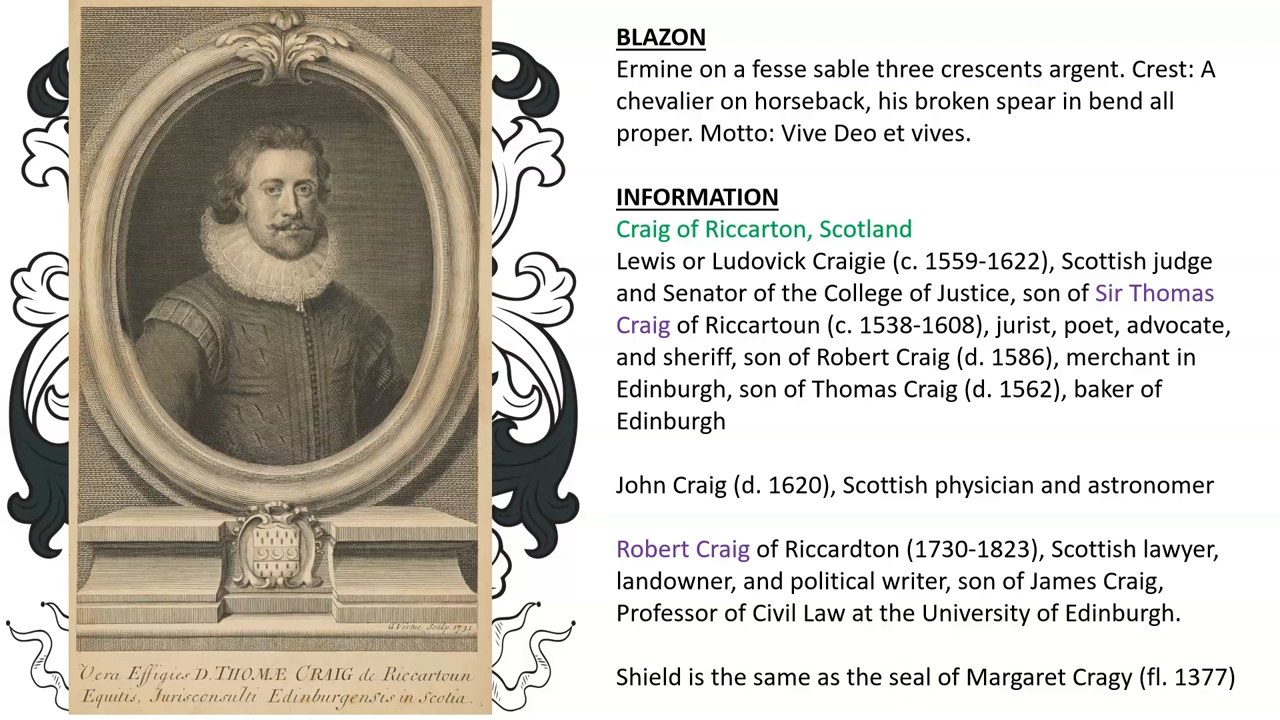 BLAZON
Ermine on a fesse sable three crescents argent. Crest: A
chevalier on horseback, his broken spear in bend all
proper. Motto: Vive Deo et vives.
INFORMATION
Craig of Riccarton, Scotland
Lewis or Ludovick Craigie (c. 1559-1622), Scottish judge
and Senator of the College of Justice, son of Sir Thomas
Craig of Riccartoun (c. 1538-1608), jurist, poet, advocate,
and sheriff, son of Robert Craig (d. 1586), merchant in
Edinburgh, son of Thomas Craig (d. 1562), baker of
Edinburgh
John Craig (d. 1620), Scottish physician and astronomer
Robert Craig of Riccardton (1730-1823), Scottish lawyer,
landowner, and political writer, son of James Craig,
Professor of Civil Law at the University of Edinburgh.
Shield is the same as the seal of Margaret Cragy (fl. 1377)
G. Vertue Sculp. 1731
Vera Effigies D. THOMÆ CRAIG de Riccartoun
Equitis, Jurisconsulti Edinburgensis in Scotia.